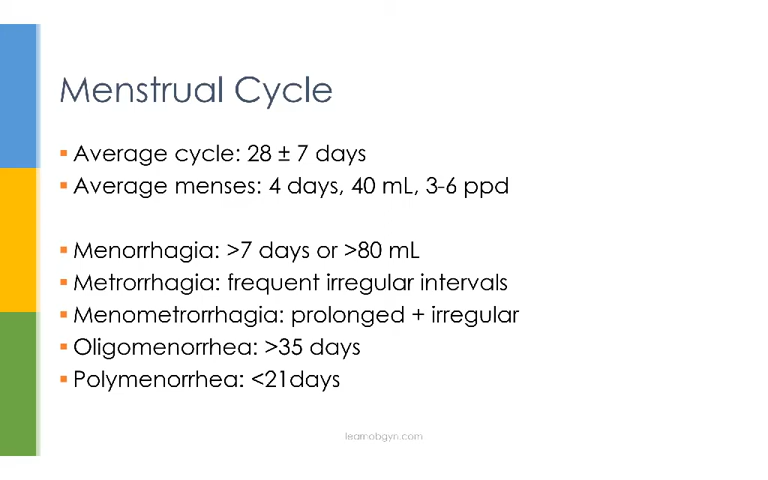 Menstrual Cycle
▪ Average cycle: 28 ± 7 days
▪ Average menses: 4 days, 40 mL, 3-6 ppd
▪ Menorrhagia: >7 days or >80 mL
▪ Metrorrhagia: frequent irregular intervals
▪ Menometrorrhagia: prolonged + irregular
▪ Oligomenorrhea: >35 days
▪ Polymenorrhea: <21days
learnobgyn.com